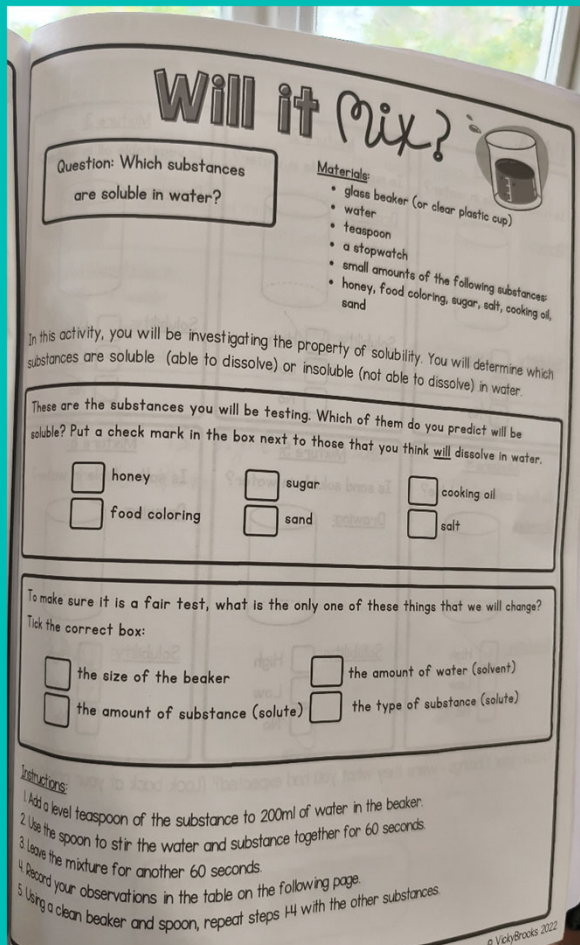 Will it Mix?
Question: Which substances
are soluble in water?
Materials:
• glass beaker (or clear plastic cup)
• water
• teaspoon
• a stopwatch
• small amounts of the following substances:
• honey, food coloring, sugar, salt, cooking oil,
sand
In this activity, you will be investigating the property of solubility. You will determine which
substances are soluble (able to dissolve) or insoluble (not able to dissolve) in water.
These are the substances you will be testing. Which of them do you predict will be
soluble? Put a check mark in the box next to those that you think will dissolve in water.
honey
sugar
cooking oil
food coloring
sand
salt
To make sure it is a fair test, what is the only one of these things that we will change?
Tick the correct box:
the size of the beaker
the amount of water (solvent)
the amount of substance (solute)
the type of substance (solute)
Instructions:
1. Add a level teaspoon of the substance to 200ml of water in the beaker.
2. Use the spoon to stir the water and substance together for 60 seconds.
3. Leave the mixture for another 60 seconds.
4. Record your observations in the table on the following page.
5. Using a clean beaker and spoon, repeat steps 1-4 with the other substances.
© VickyBrooks 2022